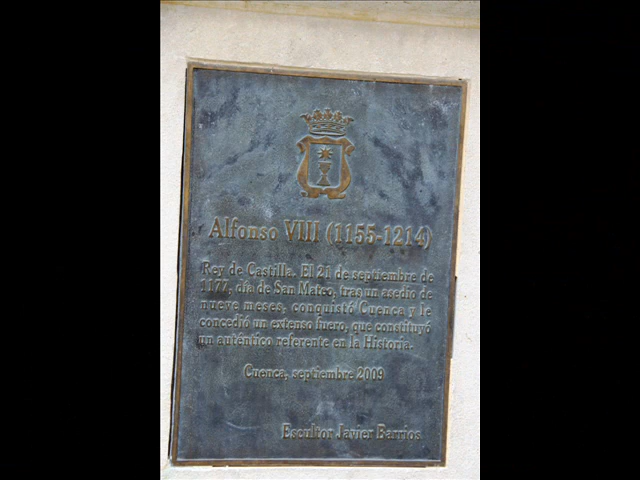 Alfonso VIII (1155-1214)
Rey de Castilla. El 21 de septiembre de
1177, día de San Mateo, tras un asedio de
nueve meses, conquistó Cuenca y le
concedió un extenso fuero, que constituyó
un auténtico referente en la Historia.
Cuenca, septiembre 2009
Escultor Javier Barrios